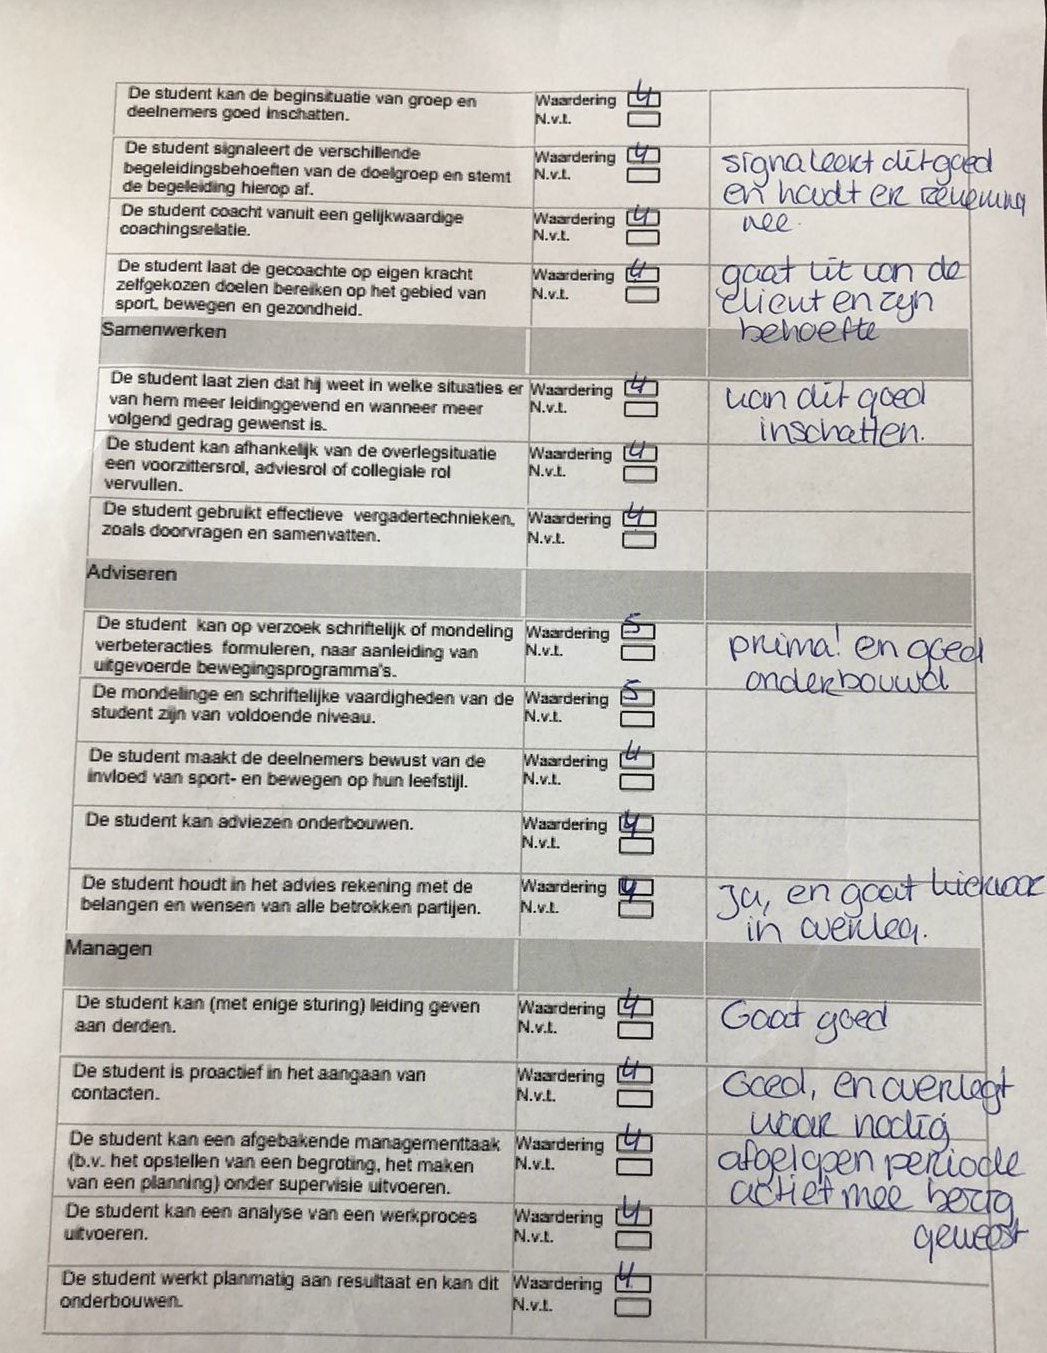 De student kan de beginsituatie van groep en
deelnemers goed inschatten.
Waardering 4
N.v.t.
De student signaleert de verschillende
begeleidingsbehoeften van de doelgroep en stemt
de begeleiding hierop af.
Waardering 4
N.v.t.
signaleert dit goed
en houdt er rekening
mee.
De student coacht vanuit een gelijkwaardige
coachingsrelatie.
Waardering 4
N.v.t.
De student laat de gecoachte op eigen kracht
zelfgekozen doelen bereiken op het gebied van
sport, bewegen en gezondheid.
Waardering 4
N.v.t.
gaat uit van de
client en zijn
behoefte
Samenwerken
De student laat zien dat hij weet in welke situaties er
van hem meer leidinggevend en wanneer meer
volgend gedrag gewenst is.
Waardering 4
N.v.t.
kan dit goed
inschatten.
De student kan afhankelijk van de overlegsituatie
een voorzittersrol, adviesrol of collegiale rol
vervullen.
Waardering 4
N.v.t.
De student gebruikt effectieve vergadertechnieken,
zoals doorvragen en samenvatten.
Waardering 4
N.v.t.
Adviseren
De student kan op verzoek schriftelijk of mondeling
verbeteracties formuleren, naar aanleiding van
uitgevoerde bewegingsprogramma's.
Waardering 5
N.v.t.
prima! en goed
onderbouwd
De mondelinge en schriftelijke vaardigheden van de
student zijn van voldoende niveau.
Waardering 5
N.v.t.
De student maakt de deelnemers bewust van de
invloed van sport- en bewegen op hun leefstijl.
Waardering 4
N.v.t.
De student kan adviezen onderbouwen.
Waardering 4
N.v.t.
De student houdt in het advies rekening met de
belangen en wensen van alle betrokken partijen.
Waardering 4
N.v.t.
Ja, en gaat hiervoor
in overleg.
Managen
De student kan (met enige sturing) leiding geven
aan derden.
Waardering 4
N.v.t.
Gaat goed
De student is proactief in het aangaan van
contacten.
Waardering 4
N.v.t.
Goed, en overlegt
waar nodig
De student kan een afgebakende managementtaak
(b.v. het opstellen van een begroting, het maken
van een planning) onder supervisie uitvoeren.
Waardering 4
N.v.t.
afgelopen periode
actief mee bezig
geweest
De student kan een analyse van een werkproces
uitvoeren.
Waardering 4
N.v.t.
De student werkt planmatig aan resultaat en kan dit
onderbouwen.
Waardering 4
N.v.t.